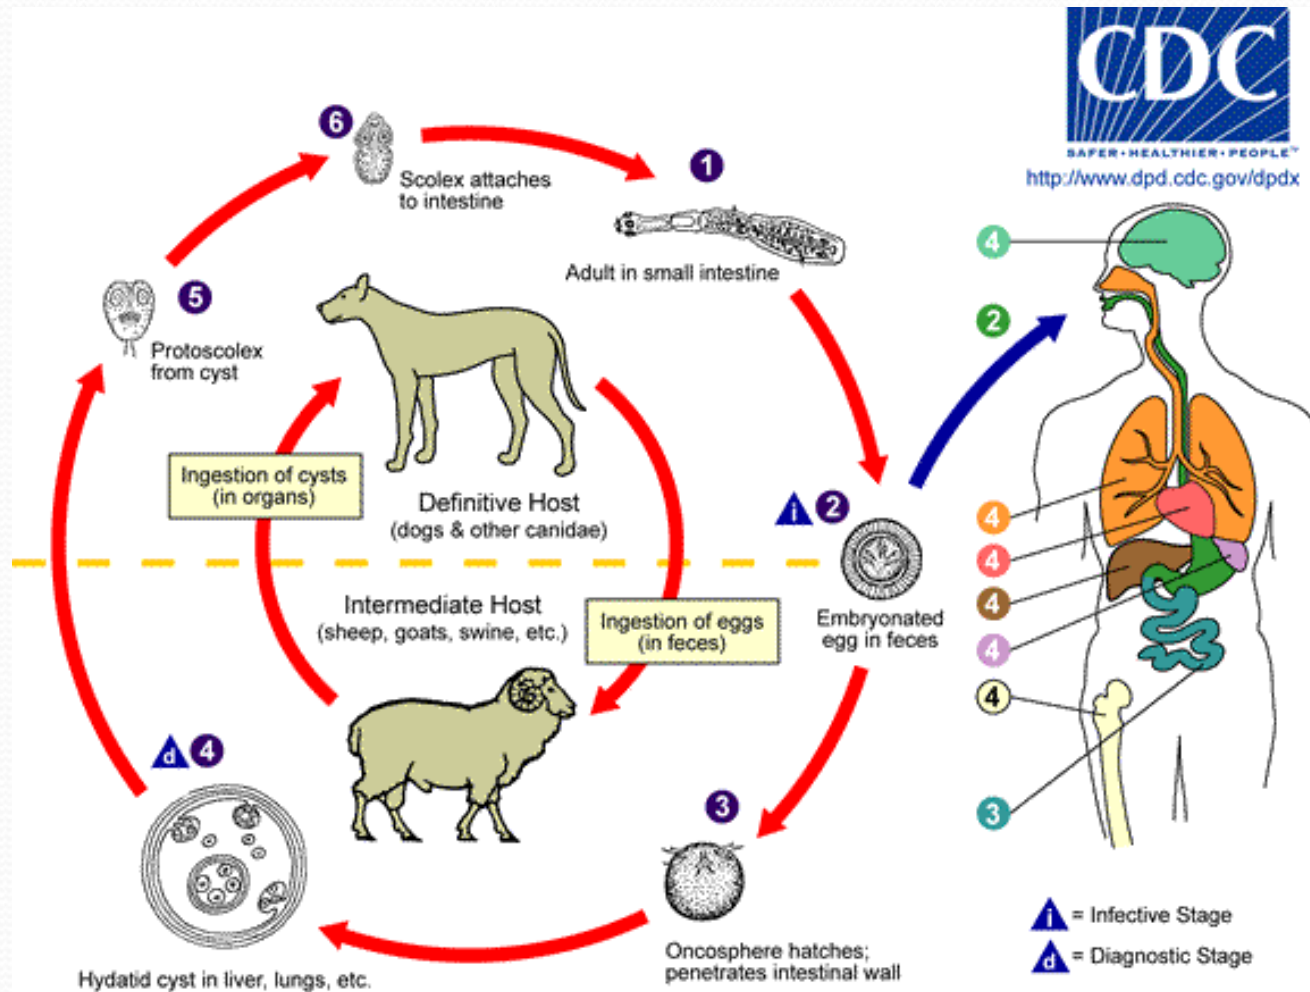 CDC
SAFER•HEALTHIER•PEOPLE™
http://www.dpd.cdc.gov/dpdx
6
Scolex attaches
to intestine
1
Adult in small intestine
5
Protoscolex
from cyst
Ingestion of cysts
(in organs)
Definitive Host
(dogs & other canidae)
i 2
Embryonated
egg in feces
Intermediate Host
(sheep, goats, swine, etc.)
Ingestion of eggs
(in feces)
d 4
Hydatid cyst in liver, lungs, etc.
3
Oncosphere hatches;
penetrates intestinal wall
4
2
4
4
4
4
4
3
i = Infective Stage
d = Diagnostic Stage